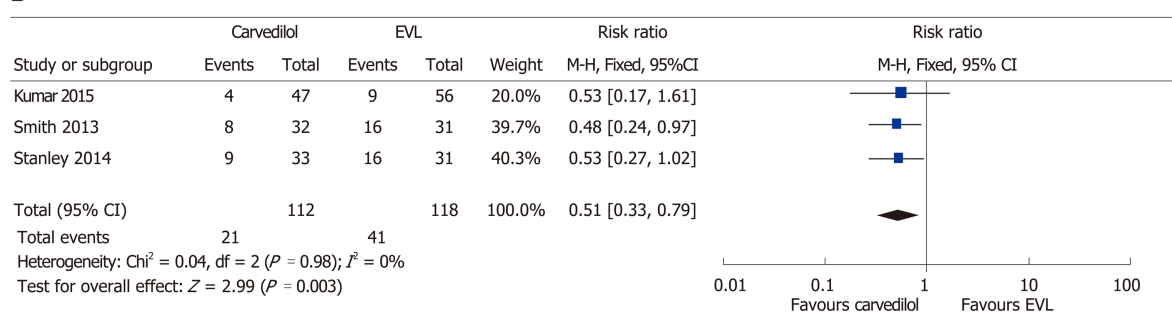 Carvedilol EVL Risk ratio Risk ratio
Study or subgroup Events Total Events Total Weight M-H, Fixed, 95%CI M-H, Fixed, 95% CI
Kumar 2015 4 47 9 56 20.0% 0.53 [0.17, 1.61]
Smith 2013 8 32 16 31 39.7% 0.48 [0.24, 0.97]
Stanley 2014 9 33 16 31 40.3% 0.53 [0.27, 1.02]
Total (95% CI) 112 118 100.0% 0.51 [0.33, 0.79]
Total events 21 41
Heterogeneity: Chi² = 0.04, df = 2 (P = 0.98); I² = 0%
Test for overall effect: Z = 2.99 (P = 0.003)
0.01 0.1 1 10 100
Favours carvedilol Favours EVL